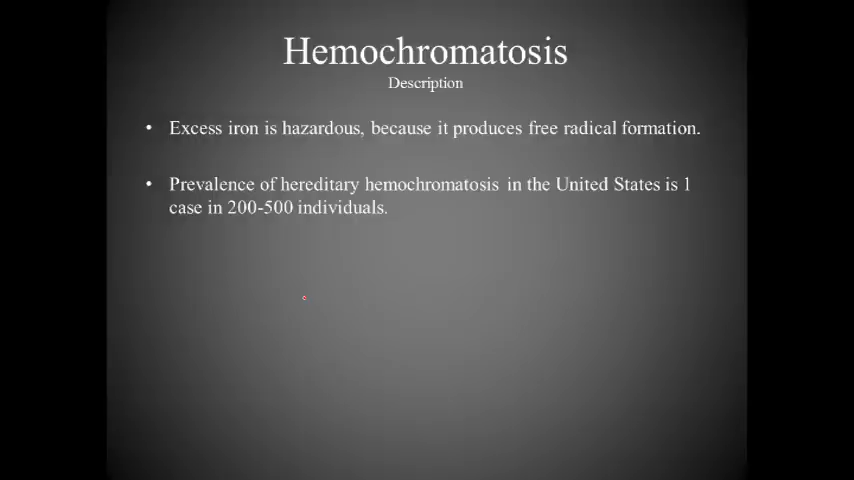 Hemochromatosis
Description
• Excess iron is hazardous, because it produces free radical formation.
• Prevalence of hereditary hemochromatosis in the United States is 1
case in 200-500 individuals.